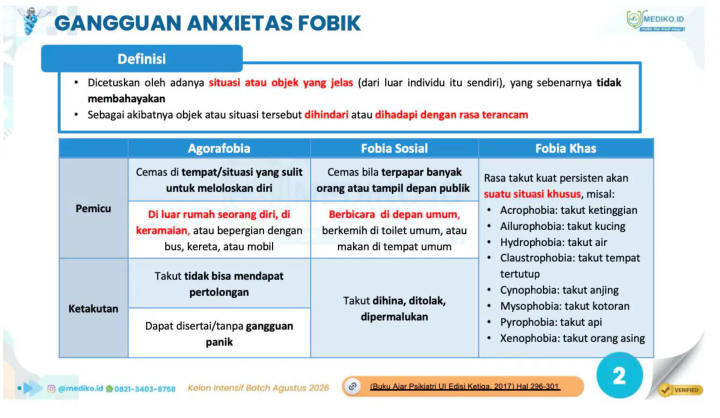 GANGGUAN ANXIETAS FOBIK
MEDIKO.ID
Definisi
• Dicetuskan oleh adanya situasi atau objek yang jelas (dari luar individu itu sendiri), yang sebenarnya tidak
membahayakan
• Sebagai akibatnya objek atau situasi tersebut dihindari atau dihadapi dengan rasa terancam
Agorafobia
Fobia Sosial
Fobia Khas
Pemicu
Cemas di tempat/situasi yang sulit
untuk meloloskan diri
Cemas bila terpapar banyak
orang atau tampil depan publik
Di luar rumah seorang diri, di
keramaian, atau bepergian dengan
bus, kereta, atau mobil
Berbicara di depan umum,
berkemih di toilet umum, atau
makan di tempat umum
Rasa takut kuat persisten akan
suatu situasi khusus, misal:
• Acrophobia: takut ketinggian
• Ailurophobia: takut kucing
• Hydrophobia: takut air
• Claustrophobia: takut tempat
tertutup
• Cynophobia: takut anjing
• Mysophobia: takut kotoran
• Pyrophobia: takut api
• Xenophobia: takut orang asing
Ketakutan
Takut tidak bisa mendapat
pertolongan
Dapat disertai/tanpa gangguan
panik
Takut dihina, ditolak,
dipermalukan
@mediko.id 0821-3403-8758
Kelon Intensif Batch Agustus 2026
(Buku Ajar Psikiatri UI Edisi Ketiga, 2017) Hal 296-301.
2
VERIFIED